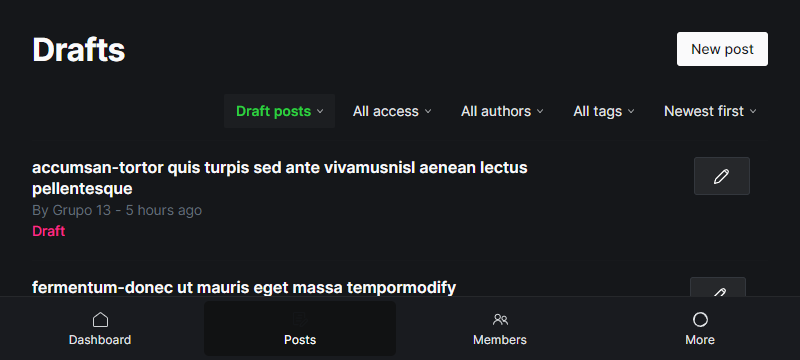 Drafts
New post
Draft posts
All access
All authors
All tags
Newest first
accumsan-tortor quis turpis sed ante vivamusnisl aenean lectus
pellentesque
By Grupo 13 - 5 hours ago
Draft
fermentum-donec ut mauris eget massa tempormodify
Dashboard
Posts
Members
More